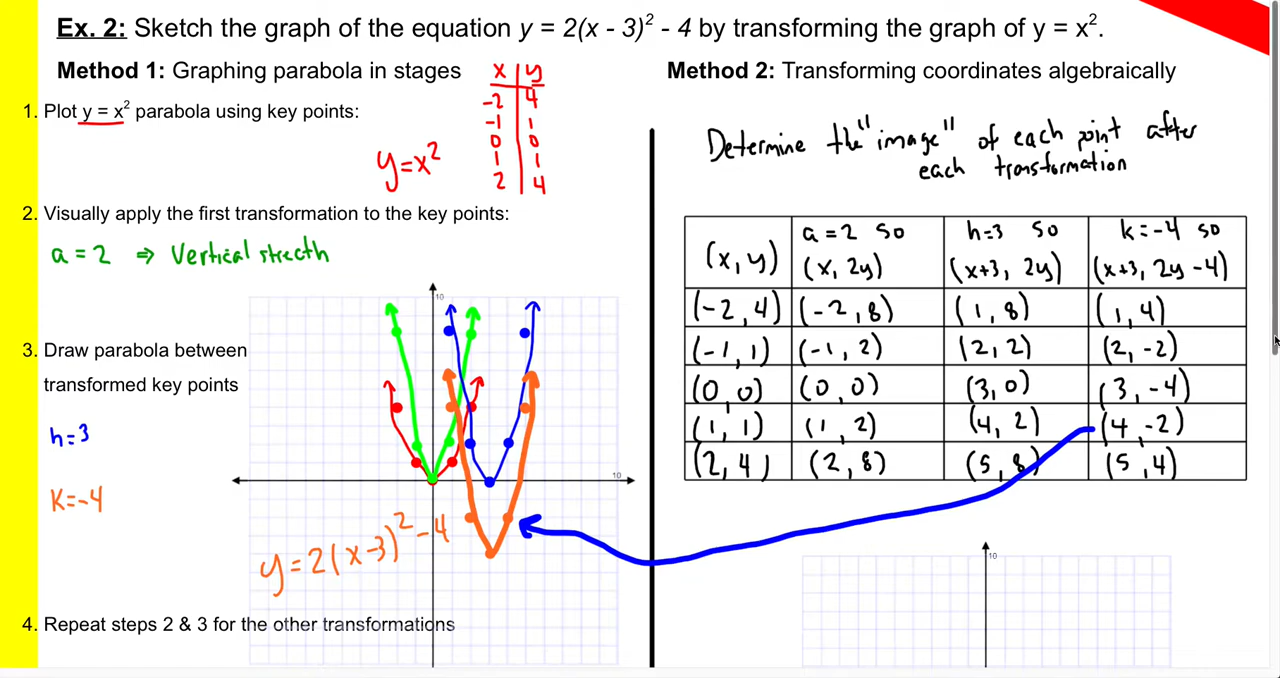 Ex. 2: Sketch the graph of the equation y = 2(x - 3)² - 4 by transforming the graph of y = x².
Method 1: Graphing parabola in stages
1. Plot y = x² parabola using key points:
x | y
-2 | 4
-1 | 1
0 | 0
1 | 1
2 | 4
y=x²
2. Visually apply the first transformation to the key points:
a = 2 ⇒ Vertical strecth
3. Draw parabola between
transformed key points
h=3
K=-4
10
10
y=2(x-3)²-4
4. Repeat steps 2 & 3 for the other transformations
Method 2: Transforming coordinates algebraically
Determine the "image" of each point after
each transformation
(x,y) | a=2 so (x, 2y) | h=3 so (x+3, 2y) | k=-4 so (x+3, 2y-4)
(-2,4) | (-2,8) | (1,8) | (1,4)
(-1,1) | (-1,2) | (2,2) | (2,-2)
(0,0) | (0,0) | (3,0) | (3,-4)
(1,1) | (1,2) | (4,2) | (4,-2)
(2,4) | (2,8) | (5,8) | (5,4)
10